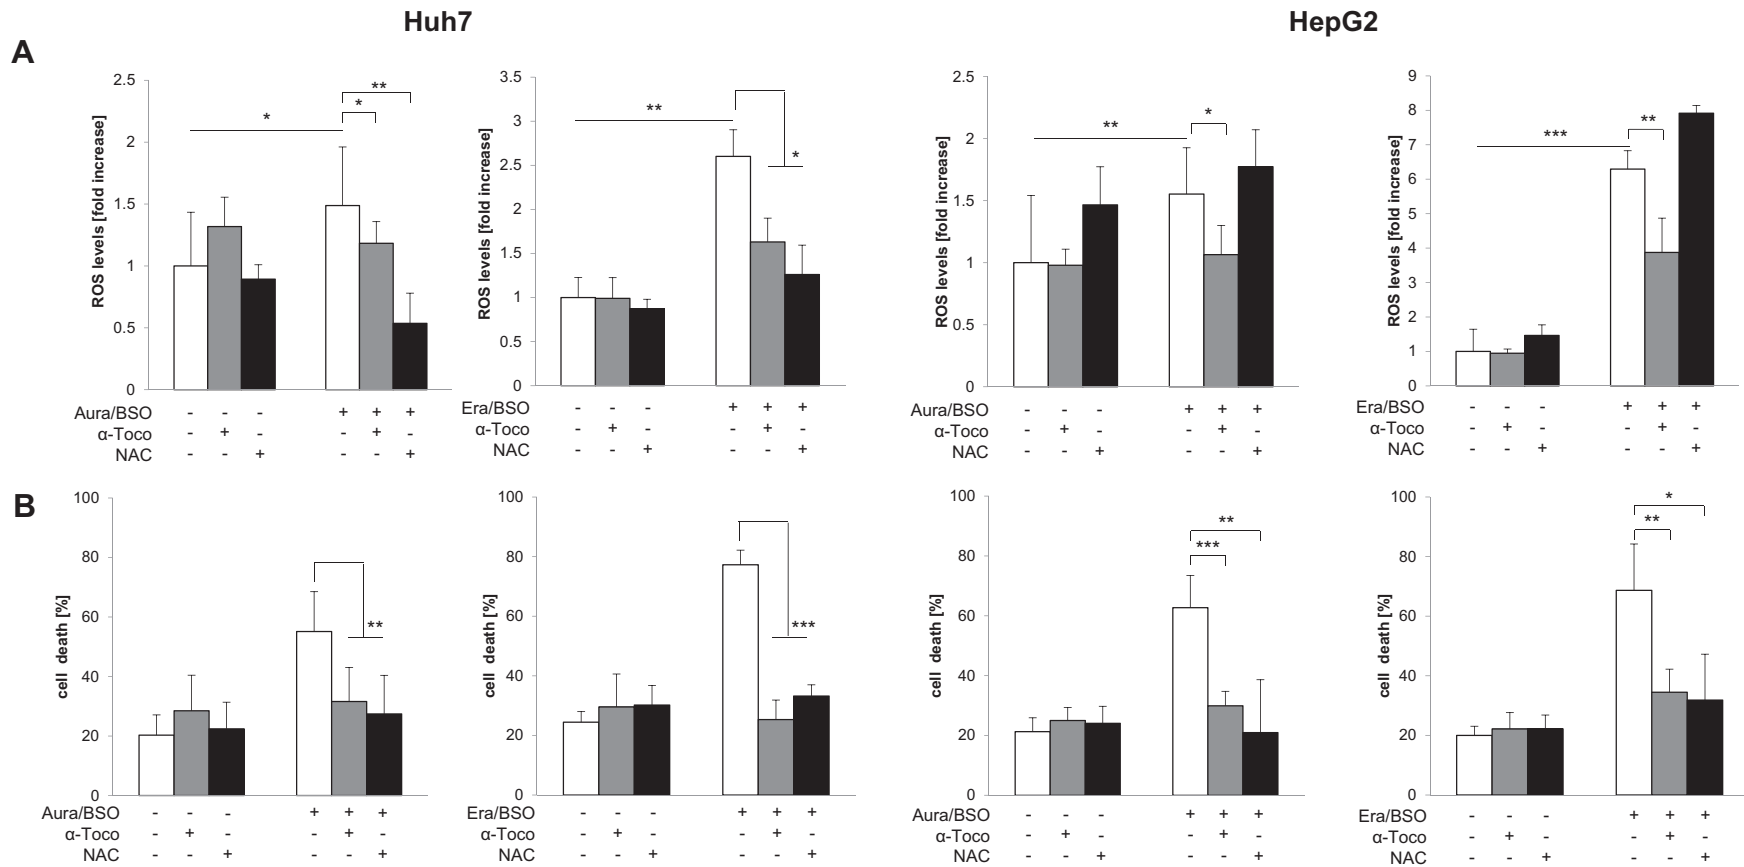 Huh7
HepG2
A
ROS levels [fold increase]
2.5
2
1.5
1
0.5
0
*
*
**
Aura/BSO - - - + + +
α-Toco - + - - + -
NAC - - + - - +
ROS levels [fold increase]
3.5
3
2.5
2
1.5
1
0.5
0
**
*
Era/BSO - - - + + +
α-Toco - + - - + -
NAC - - + - - +
ROS levels [fold increase]
2.5
2
1.5
1
0.5
0
**
*
Aura/BSO - - - + + +
α-Toco - + - - + -
NAC - - + - - +
ROS levels [fold increase]
9
8
7
6
5
4
3
2
1
0
***
**
Era/BSO - - - + + +
α-Toco - + - - + -
NAC - - + - - +
B
cell death [%]
100
80
60
40
20
0
**
Aura/BSO - - - + + +
α-Toco - + - - + -
NAC - - + - - +
cell death [%]
100
80
60
40
20
0
***
Era/BSO - - - + + +
α-Toco - + - - + -
NAC - - + - - +
cell death [%]
100
80
60
40
20
0
**
***
Aura/BSO - - - + + +
α-Toco - + - - + -
NAC - - + - - +
cell death [%]
100
80
60
40
20
0
*
**
Era/BSO - - - + + +
α-Toco - + - - + -
NAC - - + - - +